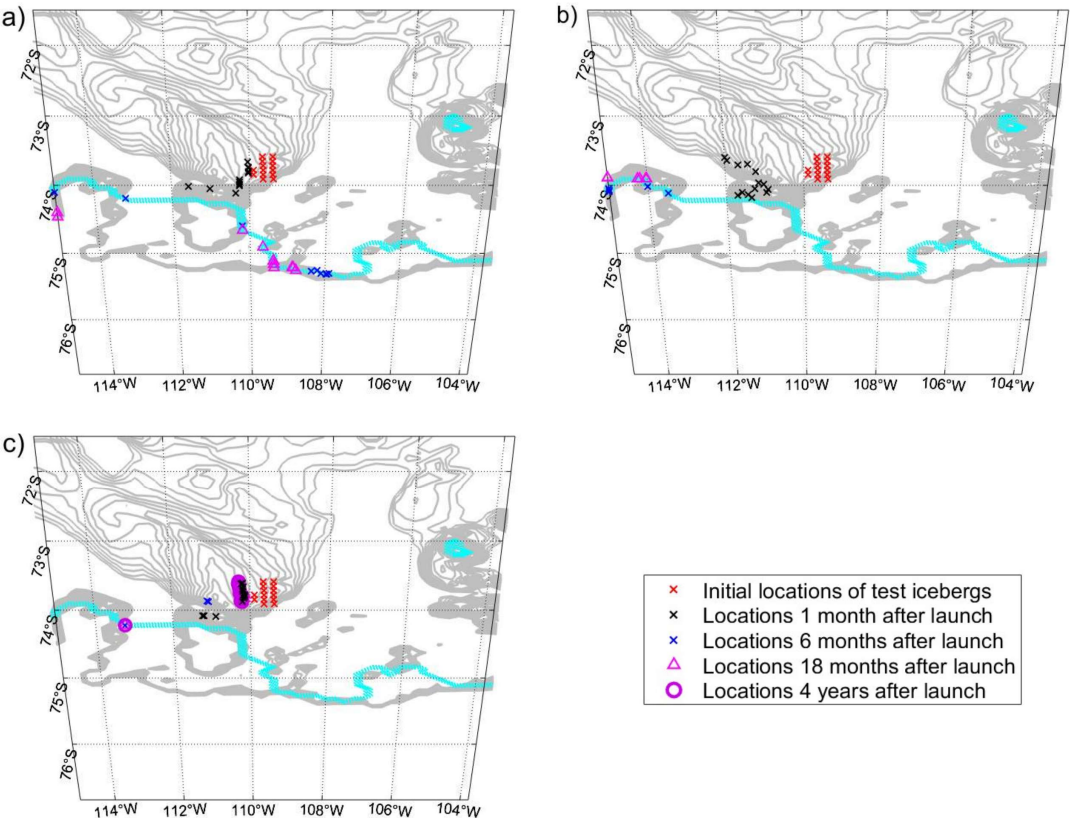 a)
72°S
73°S
74°S
75°S
76°S
114°W
112°W
110°W
108°W
106°W
104°W
b)
72°S
73°S
74°S
75°S
76°S
114°W
112°W
110°W
108°W
106°W
104°W
c)
72°S
73°S
74°S
75°S
76°S
114°W
112°W
110°W
108°W
106°W
104°W
Initial locations of test icebergs
Locations 1 month after launch
Locations 6 months after launch
Locations 18 months after launch
Locations 4 years after launch